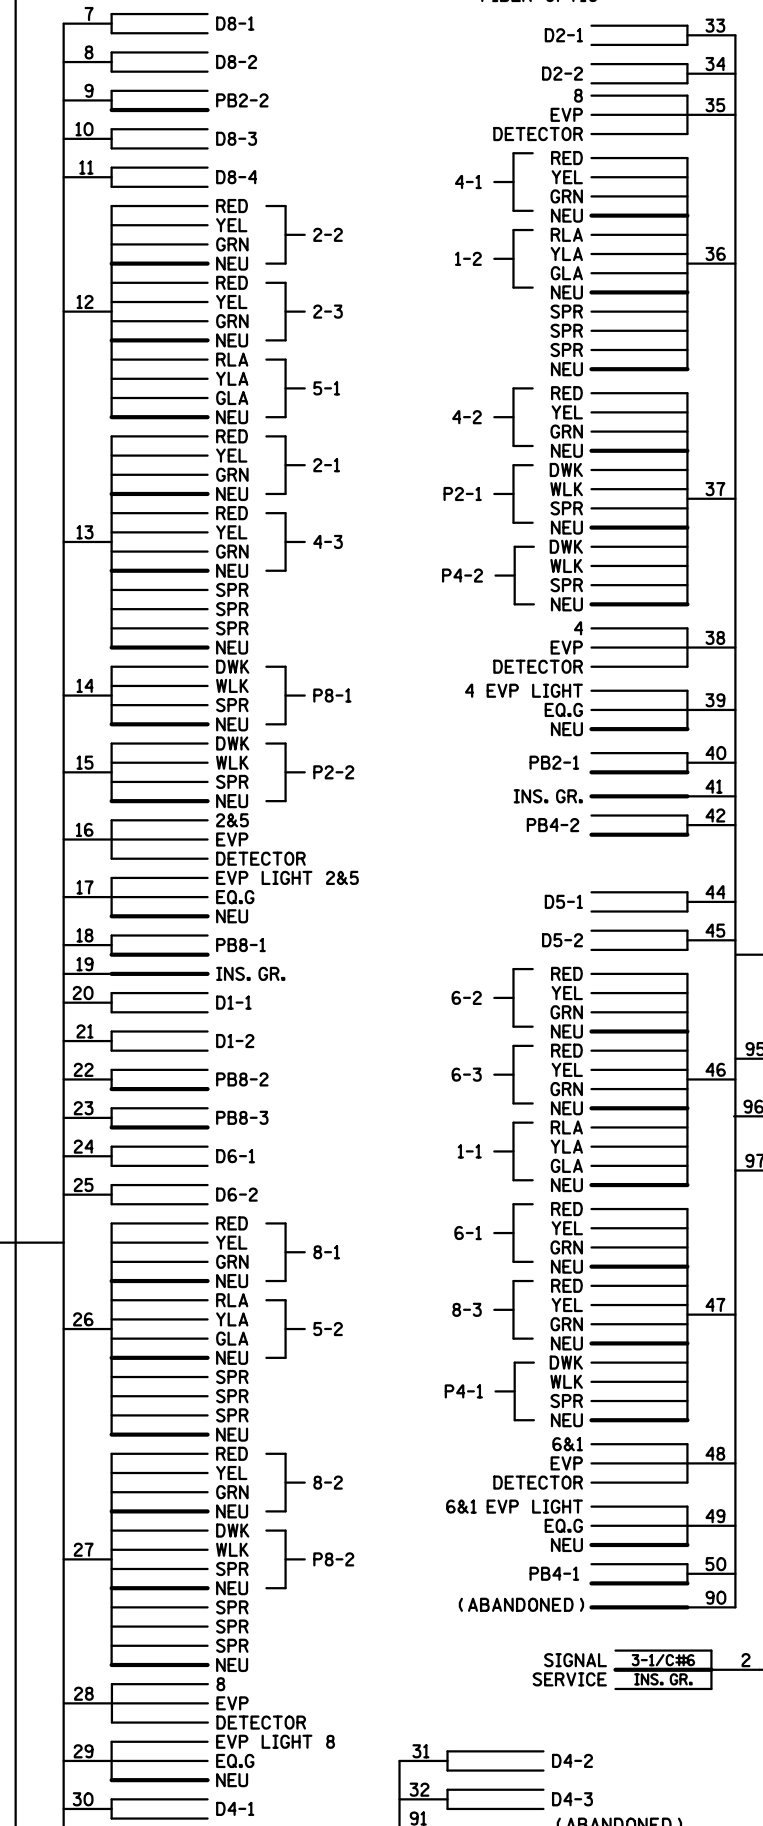 7 D8-1
8 D8-2
9 PB2-2
10 D8-3
11 D8-4
RED
YEL
GRN
NEU
2-2
12
RED
YEL
GRN
NEU
2-3
RLA
YLA
GLA
NEU
5-1
RED
YEL
GRN
NEU
2-1
13
RED
YEL
GRN
NEU
4-3
SPR
SPR
SPR
NEU
14
DWK
WLK
SPR
NEU
P8-1
15
DWK
WLK
SPR
NEU
P2-2
16
2&5
EVP
DETECTOR
17
EVP LIGHT 2&5
EQ.G
NEU
18 PB8-1
19 INS. GR.
20 D1-1
21 D1-2
22 PB8-2
23 PB8-3
24 D6-1
25 D6-2
RED
YEL
GRN
NEU
8-1
26
RLA
YLA
GLA
NEU
5-2
SPR
SPR
SPR
NEU
RED
YEL
GRN
NEU
8-2
27
DWK
WLK
SPR
NEU
P8-2
SPR
SPR
SPR
NEU
28
8
EVP
DETECTOR
29
EVP LIGHT 8
EQ.G
NEU
30 D4-1
D2-1 33
D2-2 34
8
EVP
DETECTOR
35
4-1
RED
YEL
GRN
NEU
1-2
RLA
YLA
GLA
NEU
36
SPR
SPR
SPR
NEU
4-2
RED
YEL
GRN
NEU
P2-1
DWK
WLK
SPR
NEU
37
P4-2
DWK
WLK
SPR
NEU
4
EVP
DETECTOR
38
4 EVP LIGHT
EQ.G
NEU
39
PB2-1 40
INS. GR. 41
PB4-2 42
D5-1 44
D5-2 45
6-2
RED
YEL
GRN
NEU
6-3
RED
YEL
GRN
NEU
46
1-1
RLA
YLA
GLA
NEU
95
96
97
6-1
RED
YEL
GRN
NEU
8-3
RED
YEL
GRN
NEU
47
P4-1
DWK
WLK
SPR
NEU
6&1
EVP
DETECTOR
48
6&1 EVP LIGHT
EQ.G
NEU
49
PB4-1 50
(ABANDONED) 90
SIGNAL 3-1/C#6 2
SERVICE INS. GR.
31 D4-2
32 D4-3
91 (ABANDONED)